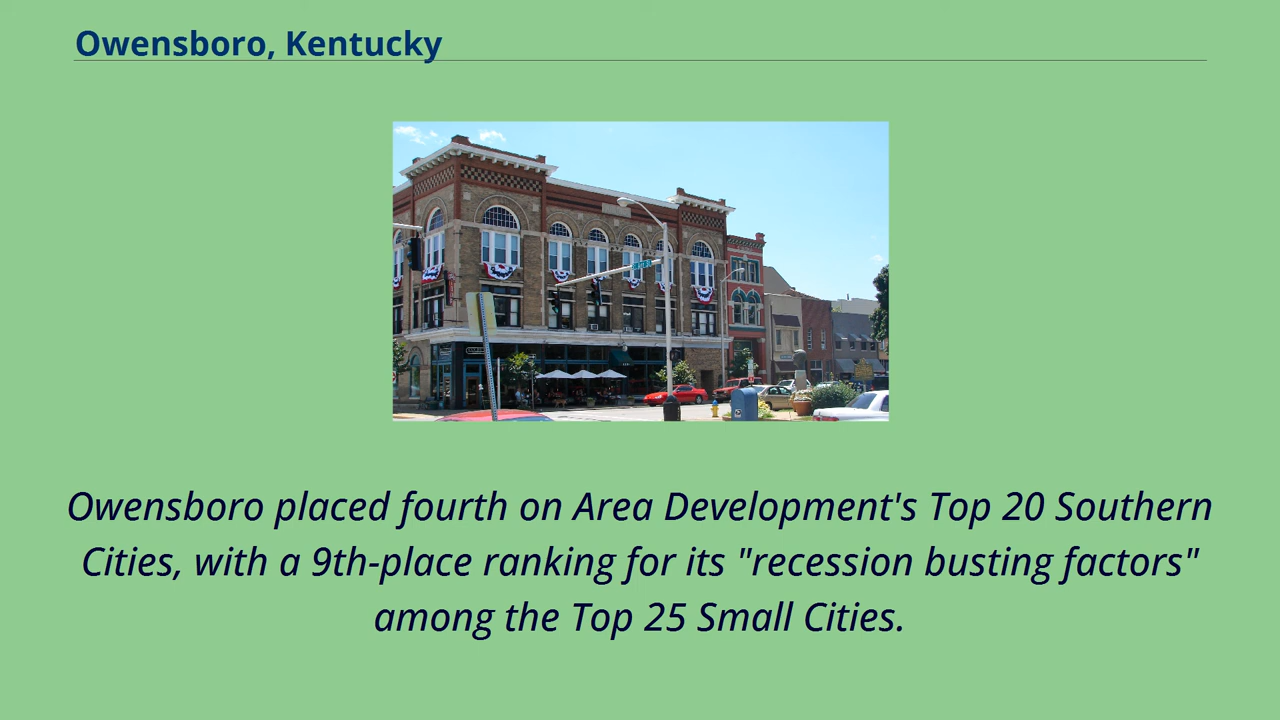 Owensboro, Kentucky
Owensboro placed fourth on Area Development's Top 20 Southern
Cities, with a 9th-place ranking for its "recession busting factors"
among the Top 25 Small Cities.